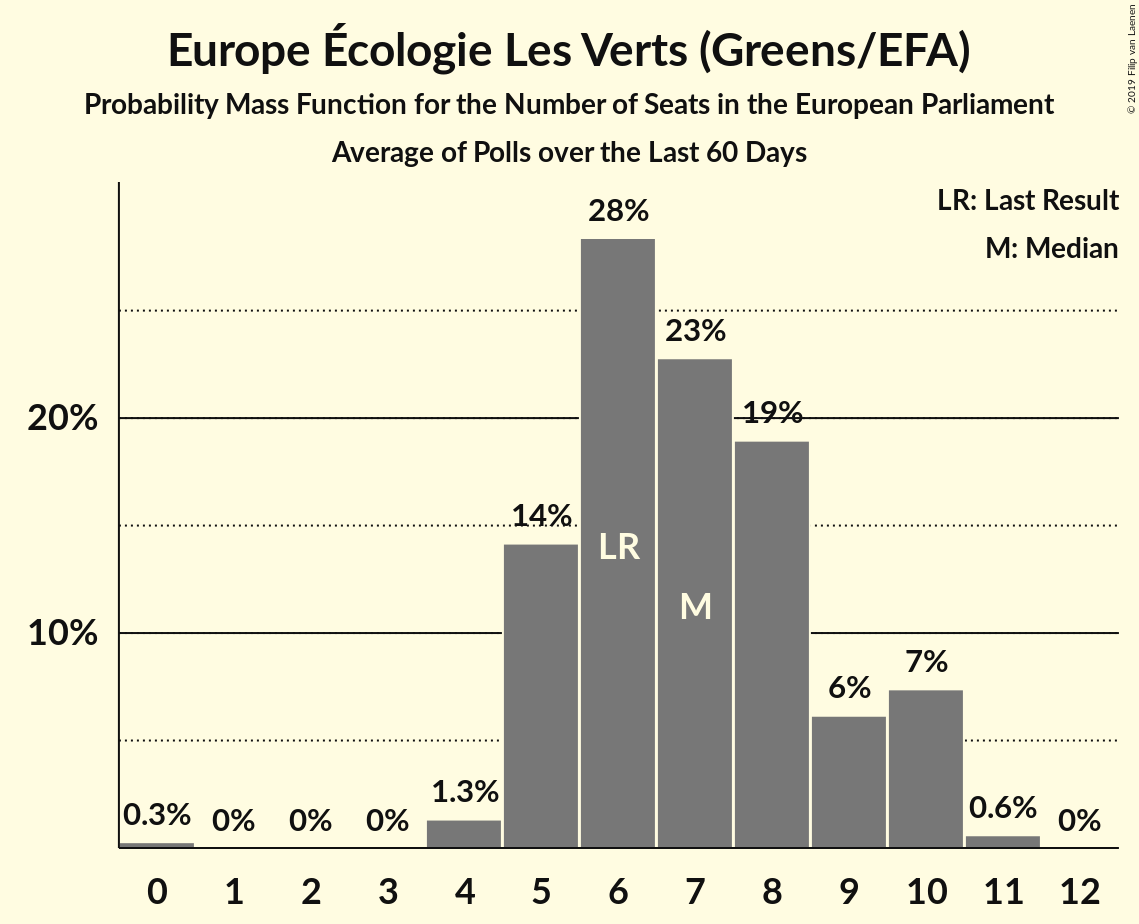 Europe Écologie Les Verts (Greens/EFA)
Probability Mass Function for the Number of Seats in the European Parliament
Average of Polls over the Last 60 Days
© 2019 Filip van Laenen
LR: Last Result
M: Median
28%
23%
20%
19%
14%
LR
M
10%
7%
6%
1.3%
0.6%
0.3%
0%
0%
0%
0%
0 1 2 3 4 5 6 7 8 9 10 11 12